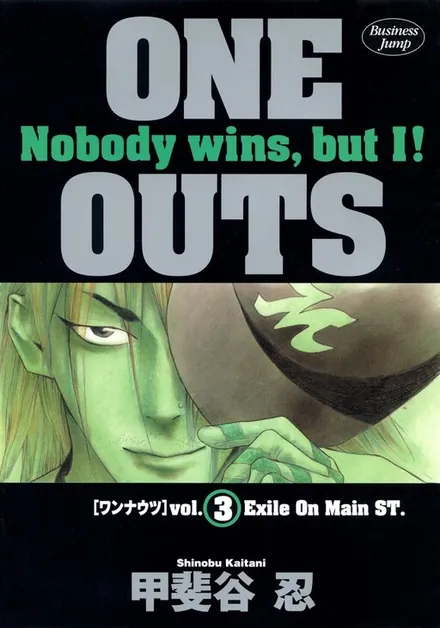 Business
Jump
ONE
Nobody wins, but I!
OUTS
[ワンナウツ] vol. 3 Exile On Main ST.
Shinobu Kaitani
甲斐谷 忍